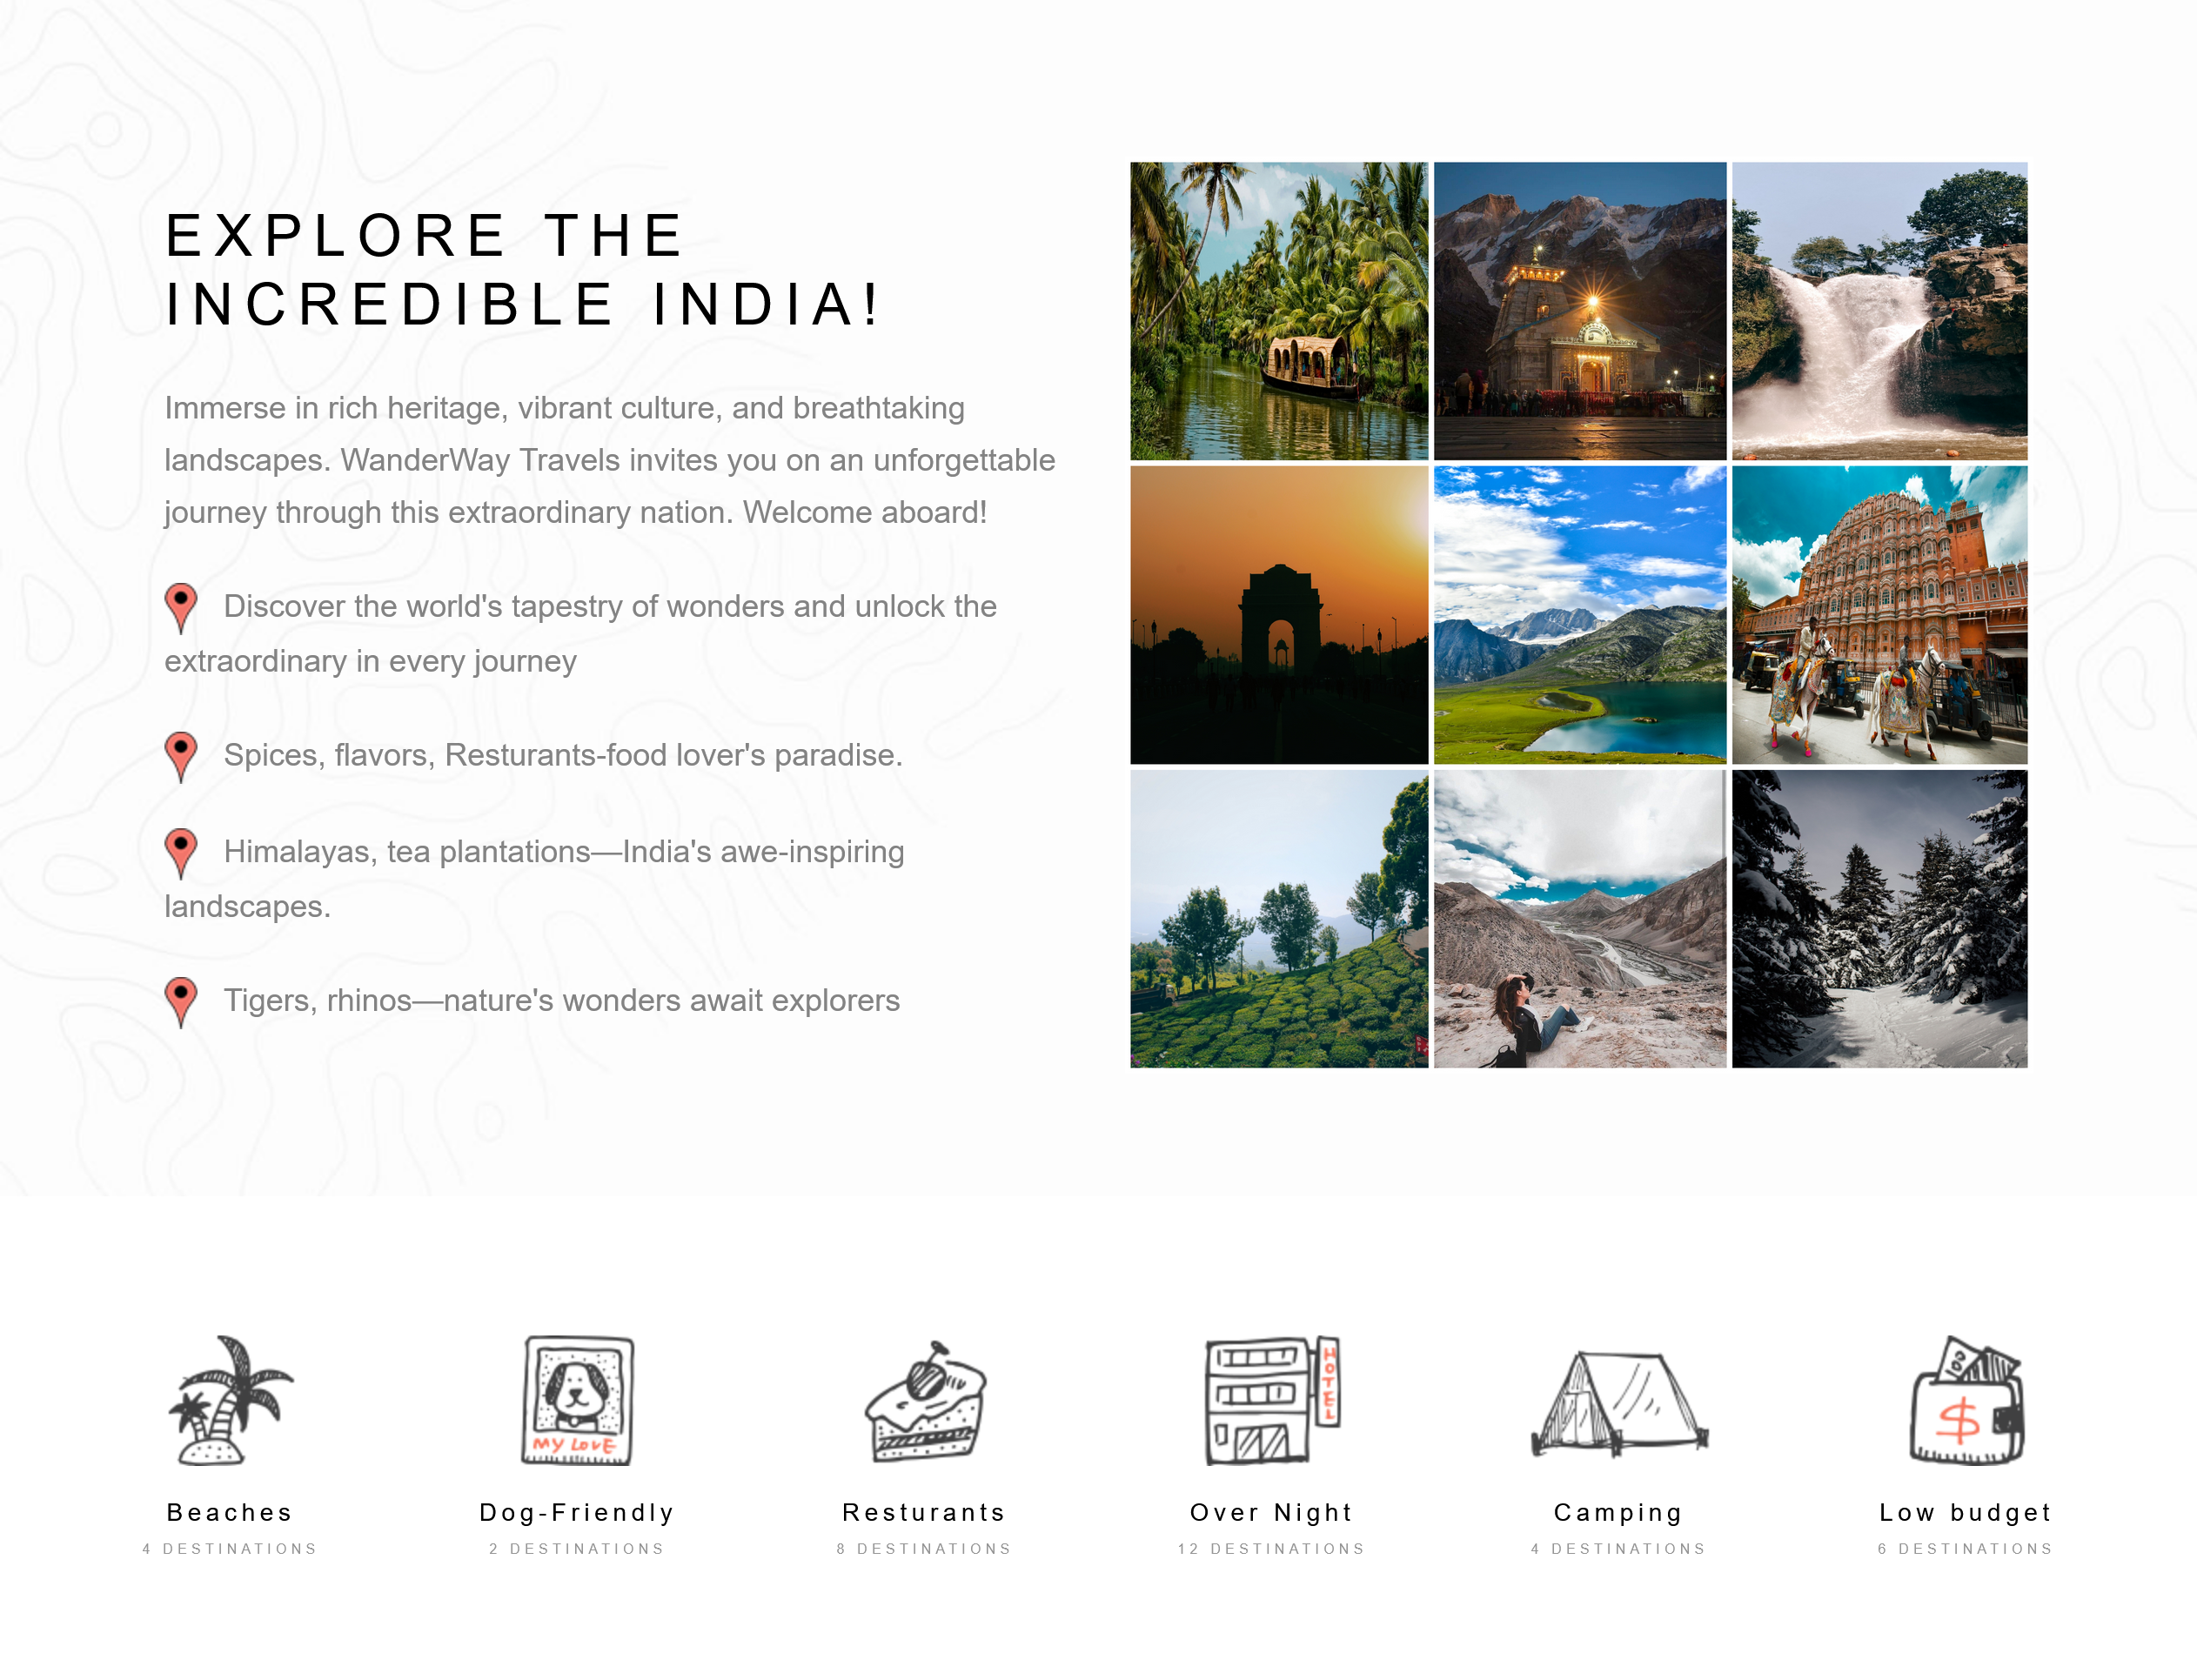 EXPLORE THE
INCREDIBLE INDIA!
Immerse in rich heritage, vibrant culture, and breathtaking
landscapes. WanderWay Travels invites you on an unforgettable
journey through this extraordinary nation. Welcome aboard!
Discover the world's tapestry of wonders and unlock the
extraordinary in every journey
Spices, flavors, Resturants-food lover's paradise.
Himalayas, tea plantations—India's awe-inspiring
landscapes.
Tigers, rhinos—nature's wonders await explorers
MY LOVE
HOTEL
100
$
Beaches
4 DESTINATIONS
Dog-Friendly
2 DESTINATIONS
Resturants
8 DESTINATIONS
Over Night
12 DESTINATIONS
Camping
4 DESTINATIONS
Low budget
6 DESTINATIONS